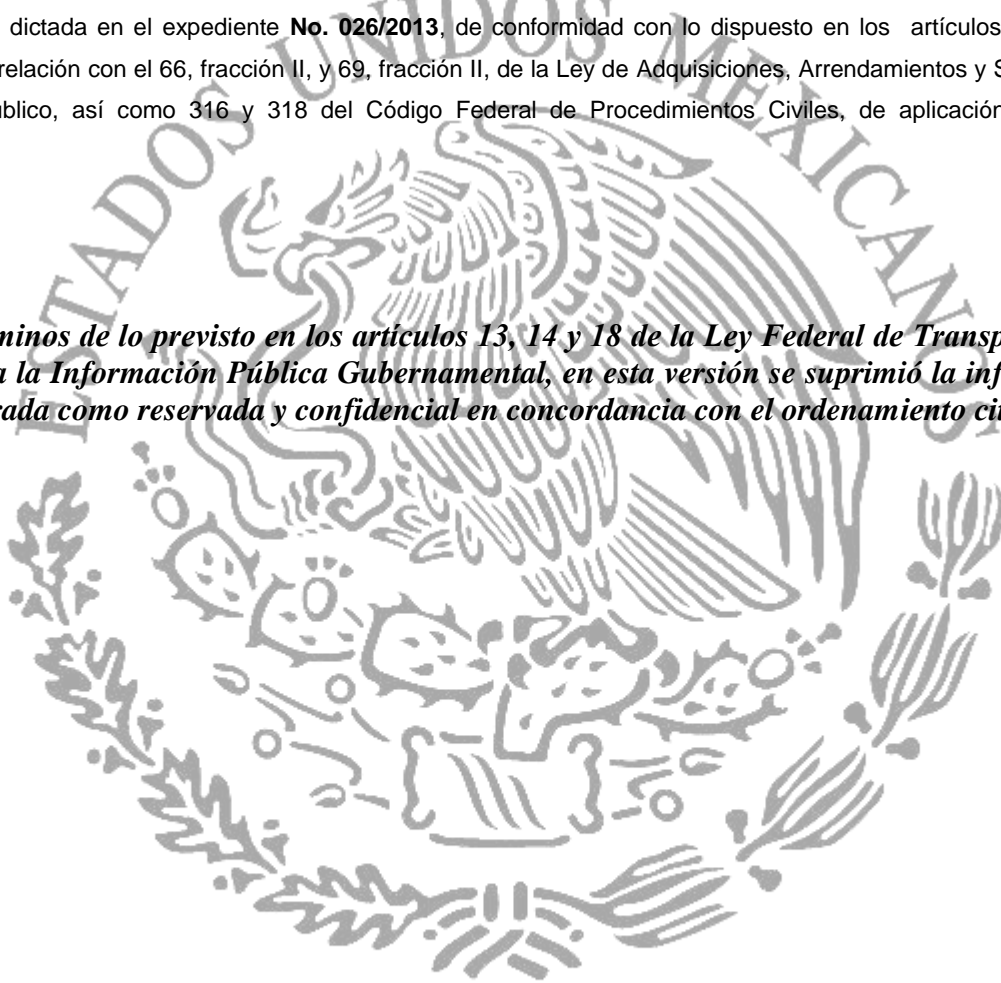 dictada en el expediente No. 026/2013, de conformidad con lo dispuesto en los artículos
relación con el 66, fracción II, y 69, fracción II, de la Ley de Adquisiciones, Arrendamientos y S
úblico, así como 316 y 318 del Código Federal de Procedimientos Civiles, de aplicación
minos de lo previsto en los artículos 13, 14 y 18 de la Ley Federal de Transp
a la Información Pública Gubernamental, en esta versión se suprimió la inf
rada como reservada y confidencial en concordancia con el ordenamiento cit
ESTADOS UNIDOS MEXICANOS